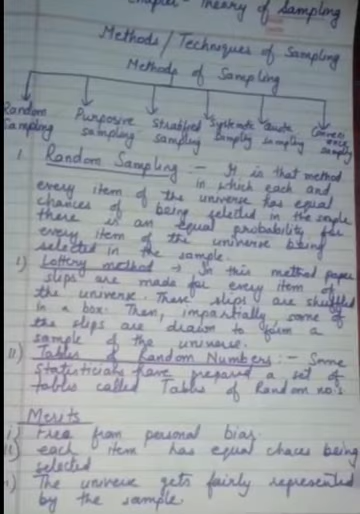 Chapter - Theory of Sampling
Methods/Techniques of Sampling
Methods of Sampling
Random Sampling
Purposive sampling
Stratified sampling
Systematic sampling
Quota sampling
sampling
1. Random Sampling :- It is that method
in which each and
every item of the universe has equal
chances of being selected in the sample
there is an equal probability for
every item of the universe being
selected in the sample.
i) Lottery method → In this method paper
slips are made for every item of
the universe. These slips are shuffled
in a box. Then, impartially, some of
the slips are drawn to form a
sample of the universe.
ii) Tables of Random Numbers :- Some
Statisticians have prepared a set of
tables called Tables of Random no's
Merits
i) Free from personal bias
ii) each item has equal chaces being
selected
The universe gets fairly represented
by the sample.